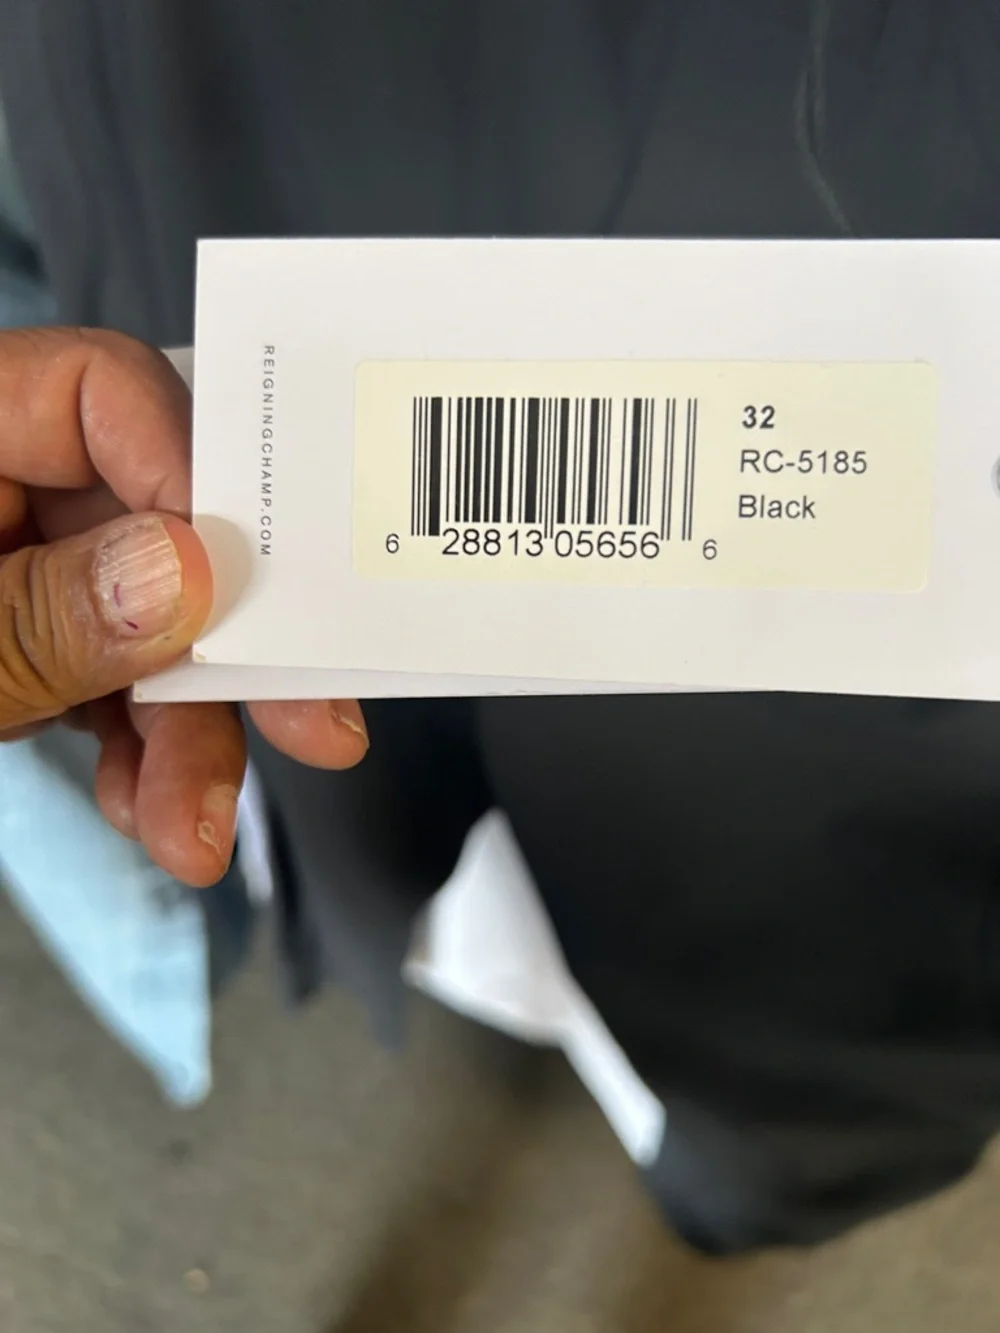 REIGNINGCHAMP.COM
32
RC-5185
Black
6 28813 05656 6